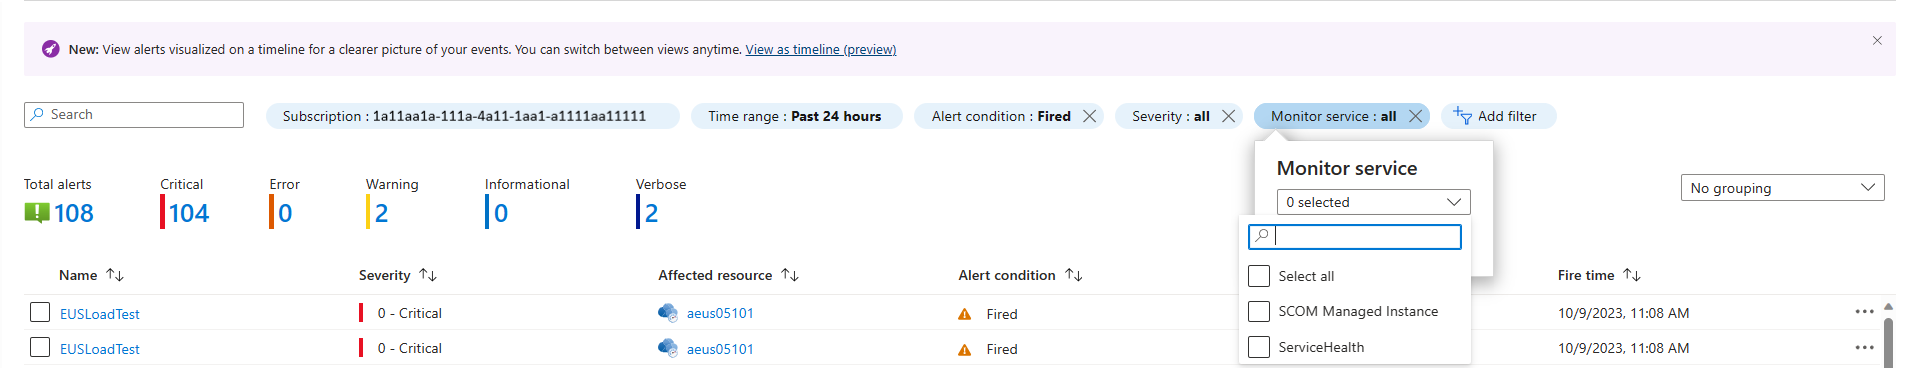 New: View alerts visualized on a timeline for a clearer picture of your events. You can switch between views anytime. View as timeline (preview)
Search
Subscription : 1a11aa1a-111a-4a11-1aa1-a1111aa11111
Time range : Past 24 hours
Alert condition : Fired
Severity : all
Monitor service : all
Add filter
Monitor service
0 selected
Select all
SCOM Managed Instance
ServiceHealth
No grouping
Total alerts
108
Critical
104
Error
0
Warning
2
Informational
0
Verbose
2
Name Severity Affected resource Alert condition Fire time
EUSLoadTest 0 - Critical aeus05101 Fired 10/9/2023, 11:08 AM
EUSLoadTest 0 - Critical aeus05101 Fired 10/9/2023, 11:08 AM